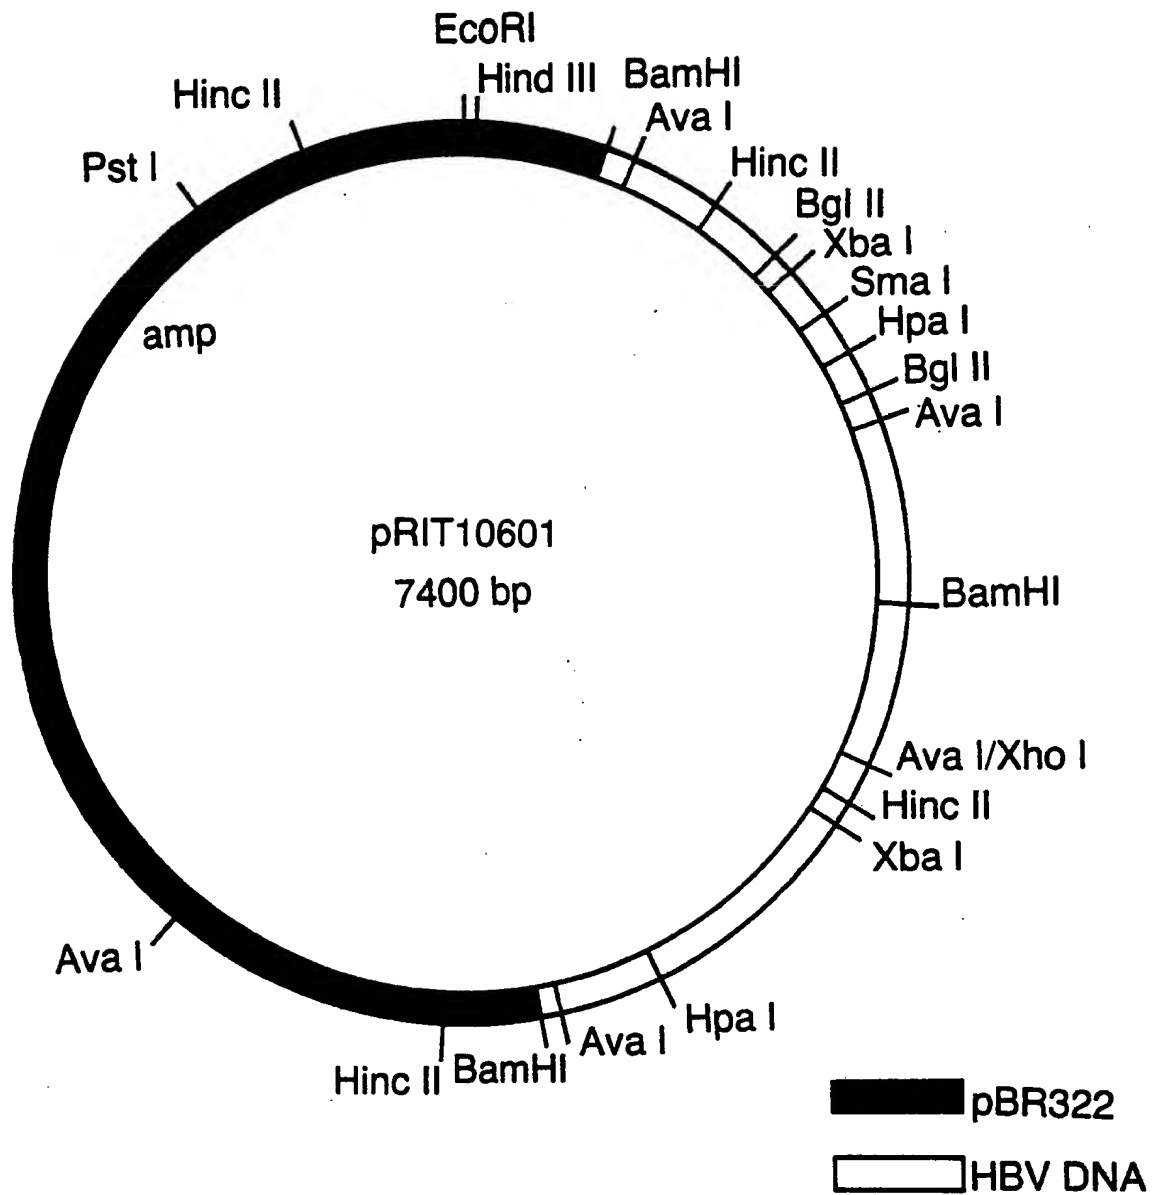 EcoRI
Hind III
BamHI
Ava I
Hinc II
Bgl II
Xba I
Sma I
Hpa I
Bgl II
Ava I
BamHI
Ava I/Xho I
Hinc II
Xba I
Hpa I
Ava I
BamHI
Hinc II
Ava I
amp
Pst I
Hinc II
pRIT10601
7400 bp
pBR322
HBV DNA